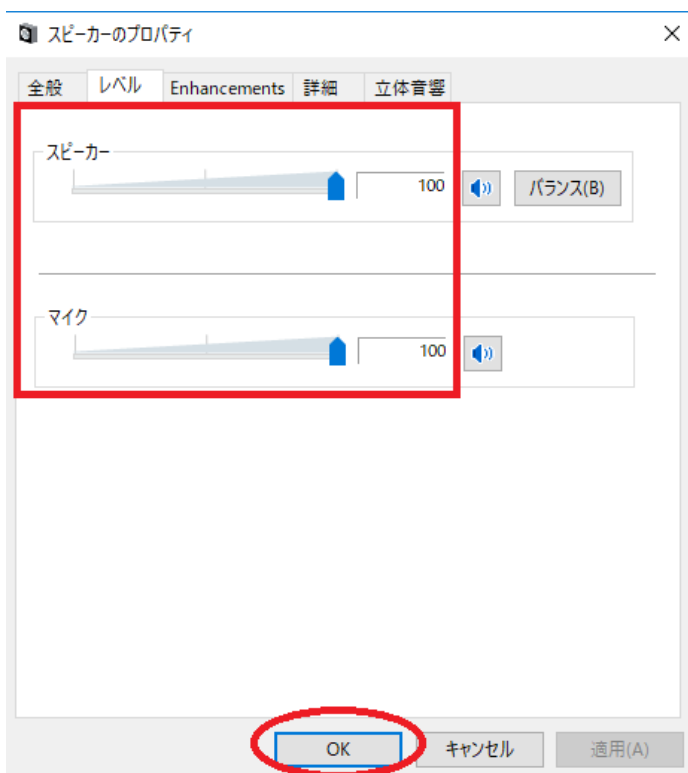 スピーカーのプロパティ
全般 レベル Enhancements 詳細 立体音響
スピーカー
100 バランス(B)
マイク
100
OK キャンセル 適用(A)